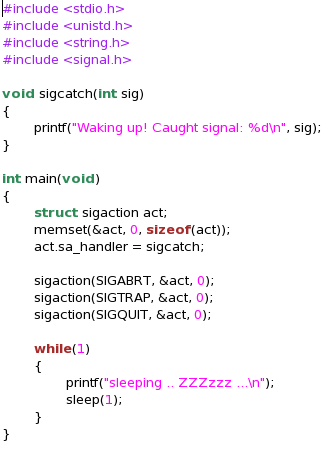 #include <stdio.h>
#include <unistd.h>
#include <string.h>
#include <signal.h>

void sigcatch(int sig)
{
        printf("Waking up! Caught signal: %d\n", sig);
}

int main(void)
{
        struct sigaction act;
        memset(&act, 0, sizeof(act));
        act.sa_handler = sigcatch;

        sigaction(SIGABRT, &act, 0);
        sigaction(SIGTRAP, &act, 0);
        sigaction(SIGQUIT, &act, 0);

        while(1)
        {
                printf("sleeping .. ZZZzzz ...\n");
                sleep(1);
        }
}